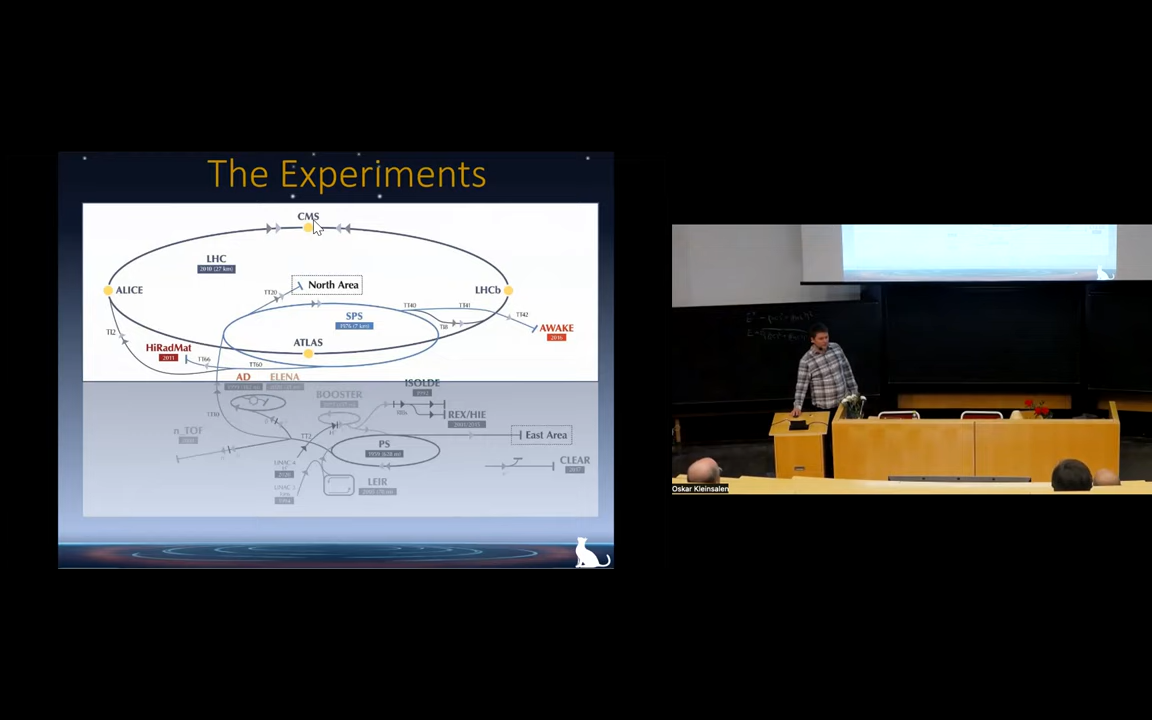 The Experiments
CMS
LHC
2010 (27 km)
North Area
TT20
ALICE
LHCb
TT40
TT41
SPS
1976 (7 km)
TI8
TT42
TI2
AWAKE
2016
HiRadMat
2011
ATLAS
TT66
TT60
AD
ELENA
ISOLDE
BOOSTER
REX/HIE
TT10
n_TOF
TT2
PS
East Area
LINAC 4
CLEAR
LINAC 3
LEIR
Oskar Kleinsalen